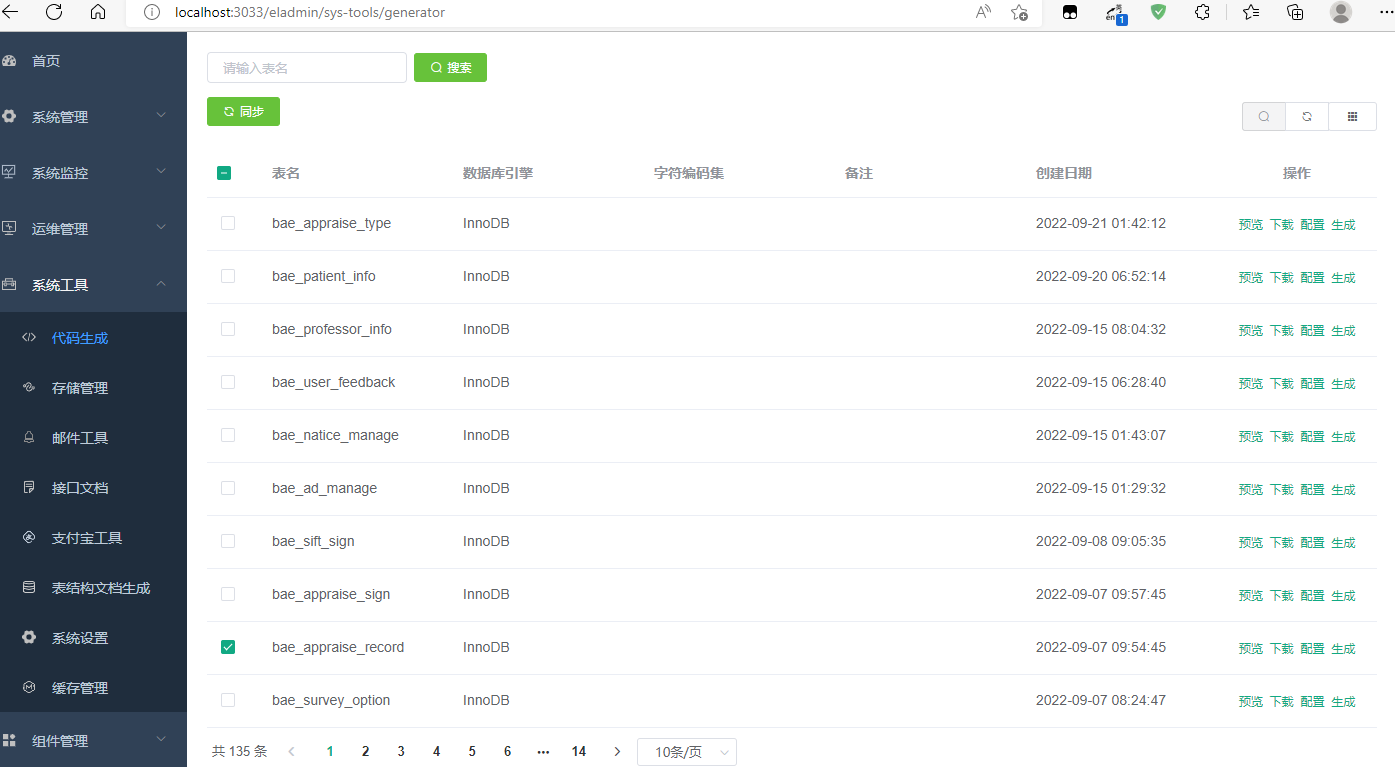 localhost:3033/eladmin/sys-tools/generator
1
首页
系统管理
系统监控
运维管理
系统工具
代码生成
存储管理
邮件工具
接口文档
支付宝工具
表结构文档生成
系统设置
缓存管理
组件管理
请输入表名 搜索
同步
表名 数据库引擎 字符编码集 备注 创建日期 操作
bae_appraise_type InnoDB 2022-09-21 01:42:12 预览 下载 配置 生成
bae_patient_info InnoDB 2022-09-20 06:52:14 预览 下载 配置 生成
bae_professor_info InnoDB 2022-09-15 08:04:32 预览 下载 配置 生成
bae_user_feedback InnoDB 2022-09-15 06:28:40 预览 下载 配置 生成
bae_natice_manage InnoDB 2022-09-15 01:43:07 预览 下载 配置 生成
bae_ad_manage InnoDB 2022-09-15 01:29:32 预览 下载 配置 生成
bae_sift_sign InnoDB 2022-09-08 09:05:35 预览 下载 配置 生成
bae_appraise_sign InnoDB 2022-09-07 09:57:45 预览 下载 配置 生成
bae_appraise_record InnoDB 2022-09-07 09:54:45 预览 下载 配置 生成
bae_survey_option InnoDB 2022-09-07 08:24:47 预览 下载 配置 生成
共 135 条 1 2 3 4 5 6 ••• 14 10条/页